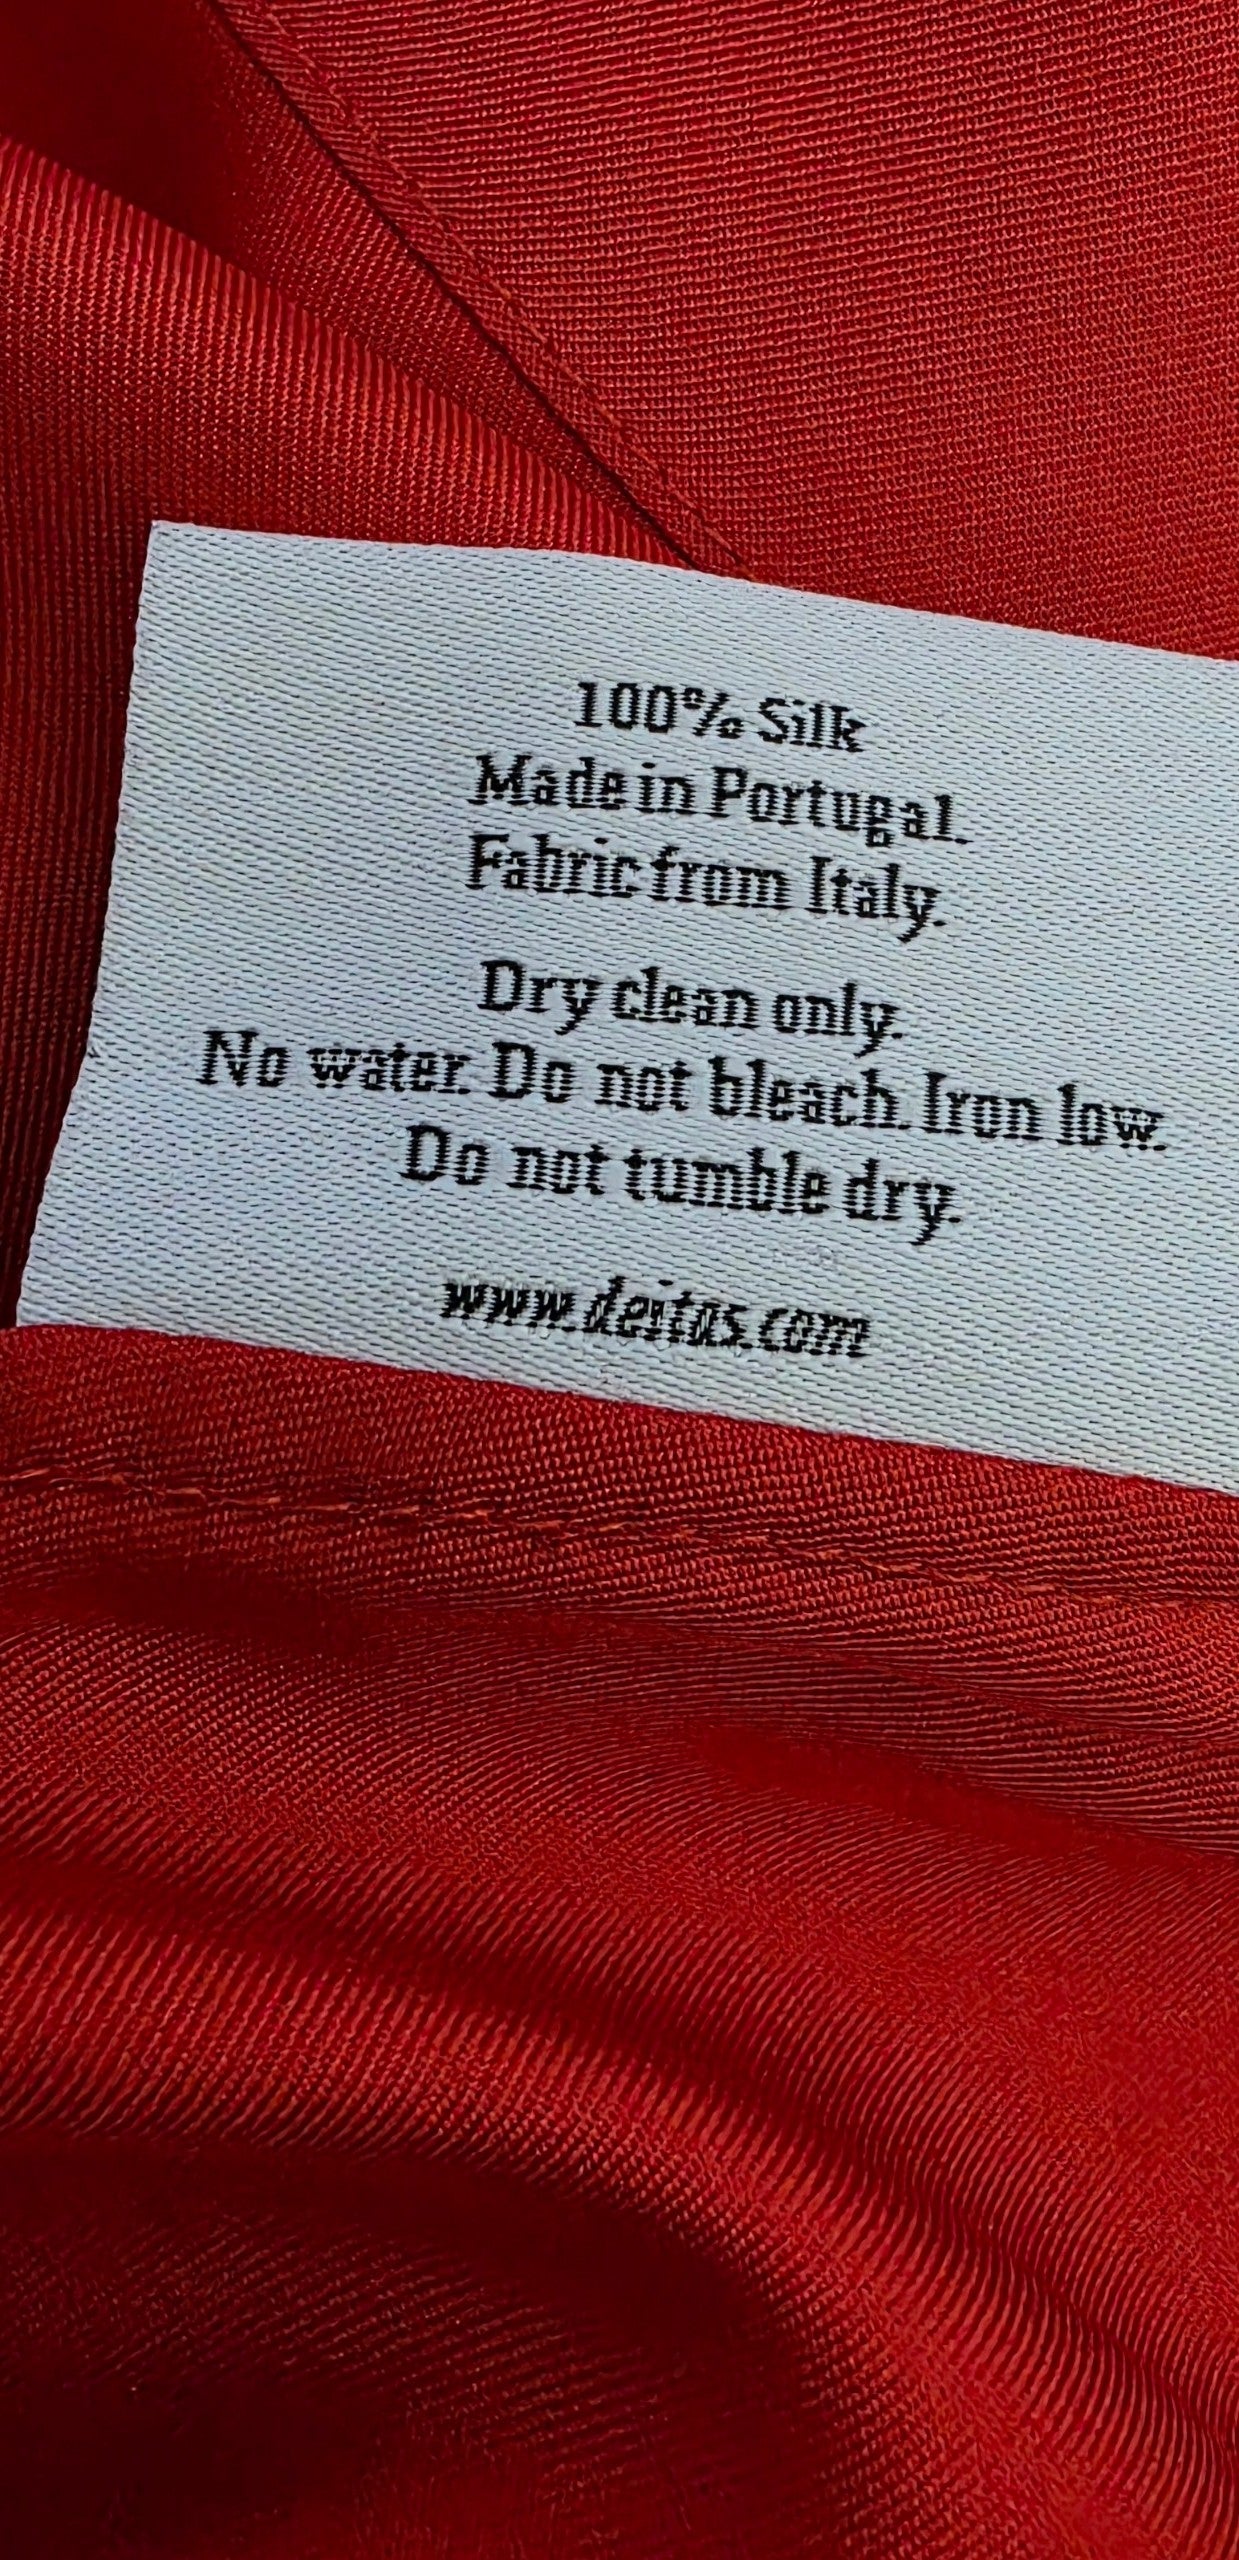 100% Silk
Made in Portugal.
Fabric from Italy.
Dry clean only.
No water. Do not bleach. Iron low.
Do not tumble dry.
www.deitas.com